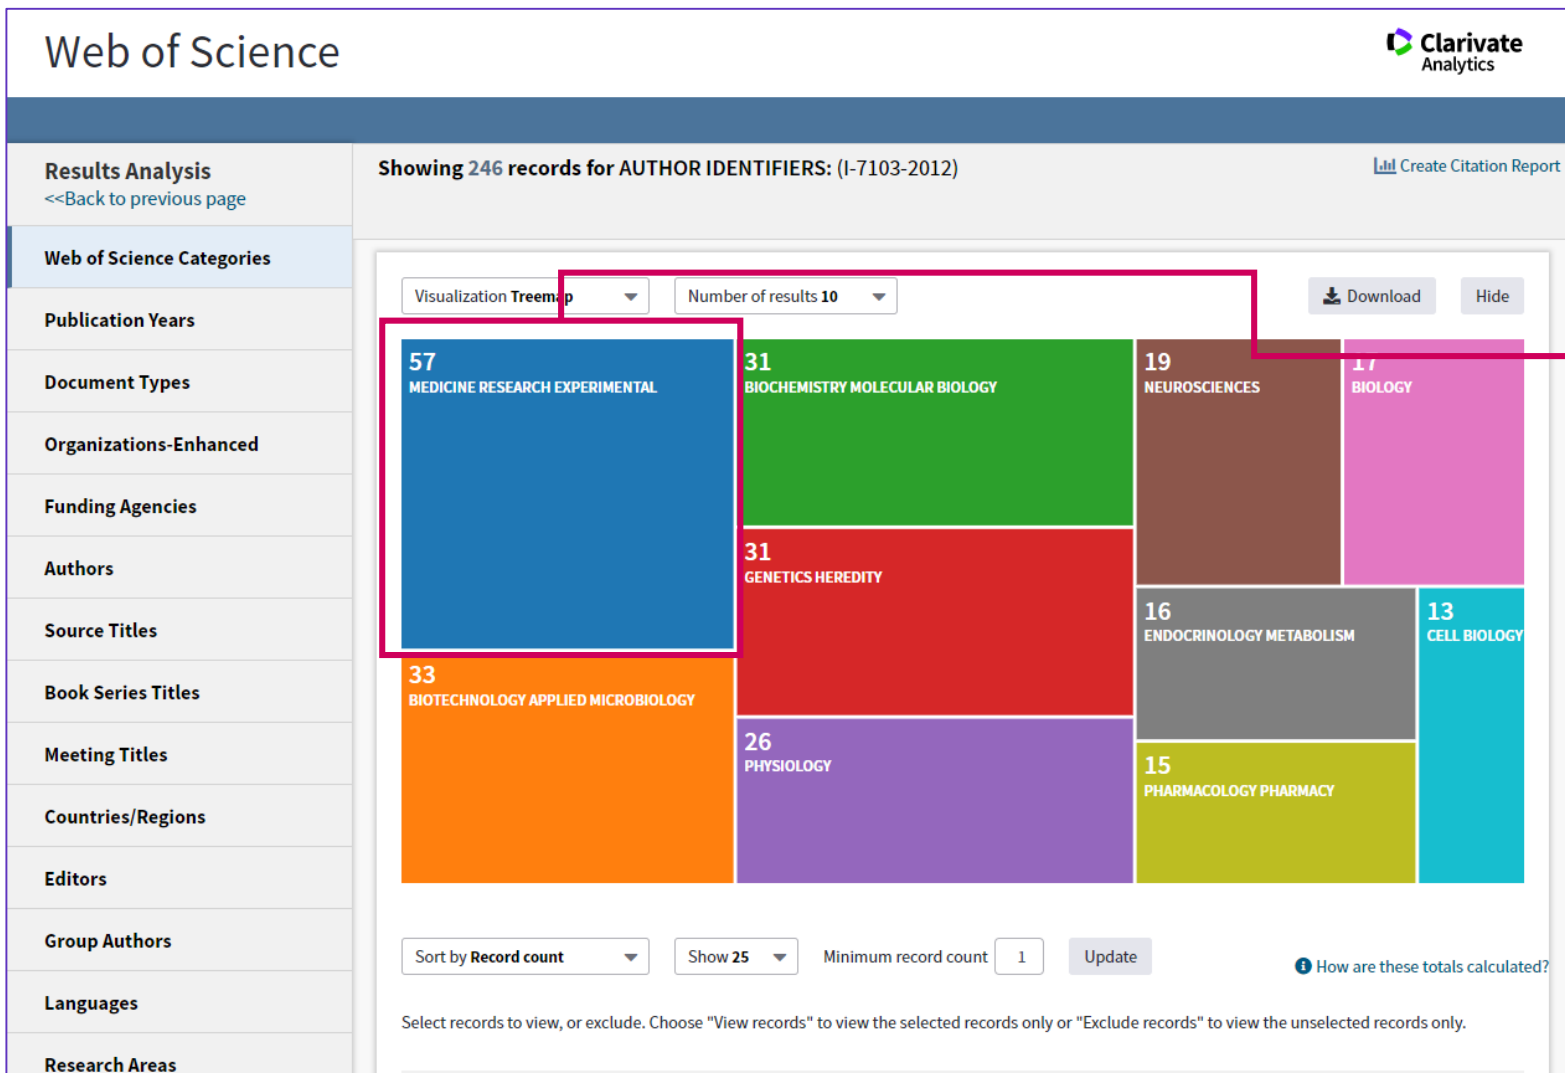 Web of Science
Clarivate
Analytics
Results Analysis
<<Back to previous page
Showing 246 records for AUTHOR IDENTIFIERS: (I-7103-2012)
Create Citation Report
Web of Science Categories
Publication Years
Document Types
Organizations-Enhanced
Funding Agencies
Authors
Source Titles
Book Series Titles
Meeting Titles
Countries/Regions
Editors
Group Authors
Languages
Research Areas
Visualization Treemap
Number of results 10
Download
Hide
57
MEDICINE RESEARCH EXPERIMENTAL
31
BIOCHEMISTRY MOLECULAR BIOLOGY
19
NEUROSCIENCES
17
BIOLOGY
31
GENETICS HEREDITY
16
ENDOCRINOLOGY METABOLISM
13
CELL BIOLOGY
33
BIOTECHNOLOGY APPLIED MICROBIOLOGY
26
PHYSIOLOGY
15
PHARMACOLOGY PHARMACY
Sort by Record count
Show 25
Minimum record count 1
Update
How are these totals calculated?
Select records to view, or exclude. Choose "View records" to view the selected records only or "Exclude records" to view the unselected records only.